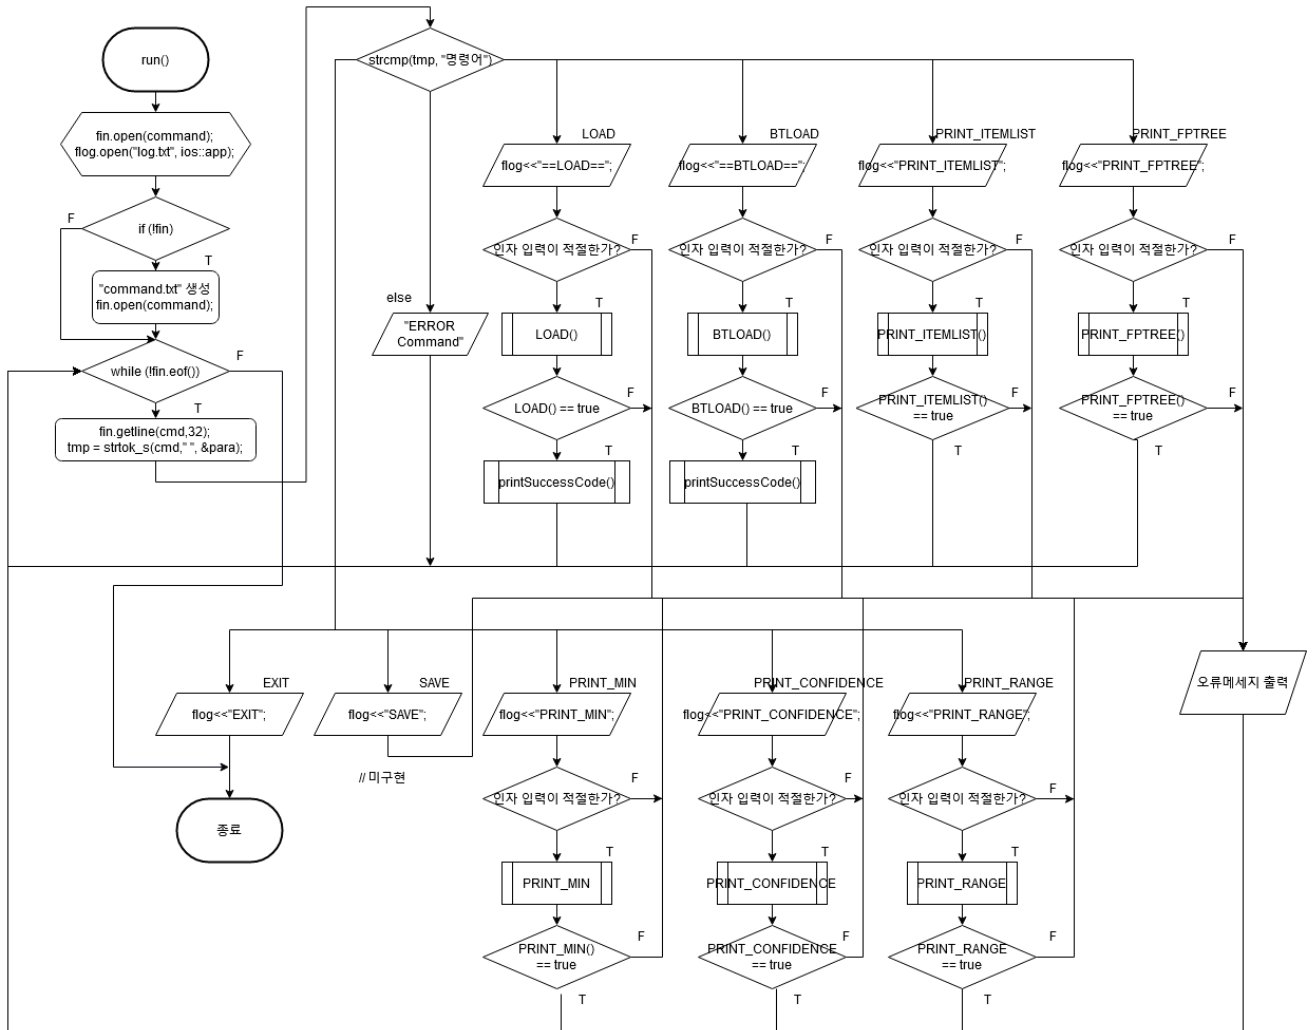 run()
fin.open(command);
flog.open("log.txt", ios::app);
F
if (!fin)
T
"command.txt" 생성
fin.open(command);
while (!fin.eof())
F
T
fin.getline(cmd,32);
tmp = strtok_s(cmd," ", &para);
strcmp(tmp, "명령어")
else
"ERROR
Command"
LOAD
flog<<"==LOAD==";
인자 입력이 적절한가?
F
T
LOAD()
LOAD() == true
F
T
printSuccessCode()
BTLOAD
flog<<"==BTLOAD==";
인자 입력이 적절한가?
F
T
BTLOAD()
BTLOAD() == true
F
T
printSuccessCode()
PRINT_ITEMLIST
flog<<"PRINT_ITEMLIST";
인자 입력이 적절한가?
F
T
PRINT_ITEMLIST()
PRINT_ITEMLIST()
== true
F
T
PRINT_FPTREE
flog<<"PRINT_FPTREE";
인자 입력이 적절한가?
F
T
PRINT_FPTREE()
PRINT_FPTREE()
== true
F
T
EXIT
flog<<"EXIT";
종료
SAVE
flog<<"SAVE";
// 미구현
PRINT_MIN
flog<<"PRINT_MIN";
인자 입력이 적절한가?
F
T
PRINT_MIN
PRINT_MIN()
== true
F
T
PRINT_CONFIDENCE
flog<<"PRINT_CONFIDENCE";
인자 입력이 적절한가?
F
T
PRINT_CONFIDENCE
PRINT_CONFIDENCE
== true
F
T
PRINT_RANGE
flog<<"PRINT_RANGE";
인자 입력이 적절한가?
F
T
PRINT_RANGE
PRINT_RANGE
== true
F
T
오류메세지 출력